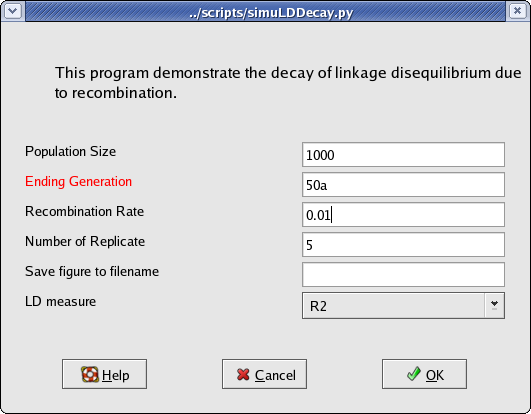 ../scripts/simuLDDecay.py
This program demonstrate the decay of linkage disequilibrium due
to recombination.
Population Size 1000
Ending Generation 50a
Recombination Rate 0.01
Number of Replicate 5
Save figure to filename
LD measure R2
Help Cancel OK